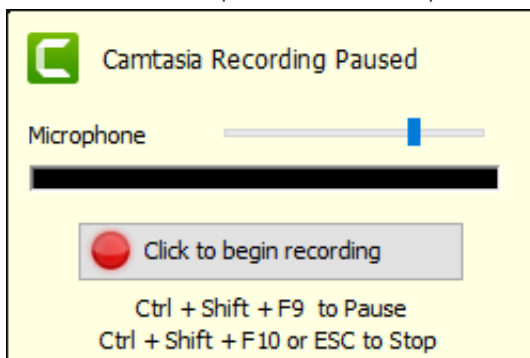 Camtasia Recording Paused
Microphone
Click to begin recording
Ctrl + Shift + F9 to Pause
Ctrl + Shift + F10 or ESC to Stop